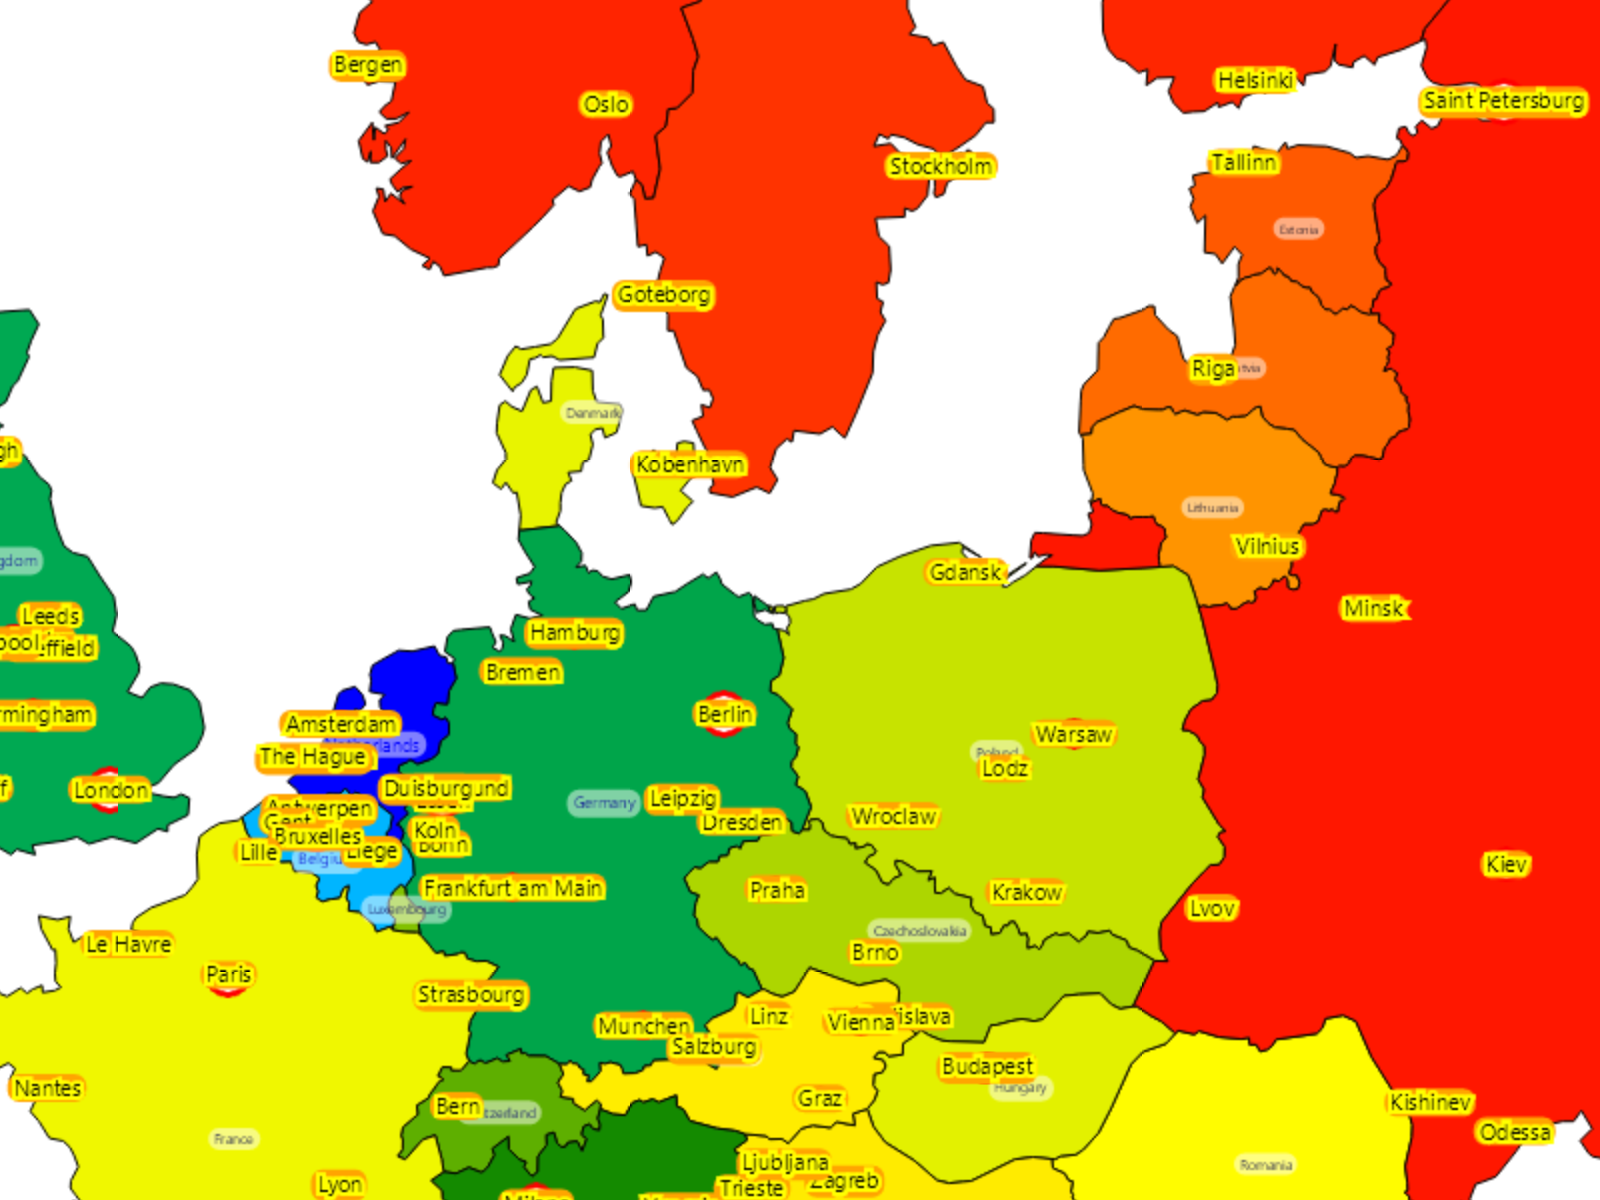 Bergen
Oslo
Helsinki
Saint Petersburg
Stockholm
Tallinn
Estonia
Goteborg
Riga
Denmark
gh
Kobenhavn
Lithuania
Vilnius
gdom
Gdansk
Minsk
Leeds
Hamburg
pool
ffield
Bremen
rmingham
Berlin
Amsterdam
Netherlands
Warsaw
The Hague
Poland
Lodz
London
Duisburg
und
Leipzig
Germany
Antwerpen
Gent
Wroclaw
Dresden
Koln
Bruxelles
Bonn
Lille
Belgiu
Liege
Kiev
Frankfurt am Main
Praha
Krakow
Luxembourg
Lvov
Czechoslovakia
Le Havre
Brno
Paris
Strasbourg
Linz
Munchen
Vienna
islava
Salzburg
Budapest
Hungary
Nantes
Graz
Kishinev
Bern
tzerland
Odessa
France
Ljubljana
Romania
Lyon
Zagreb
Trieste